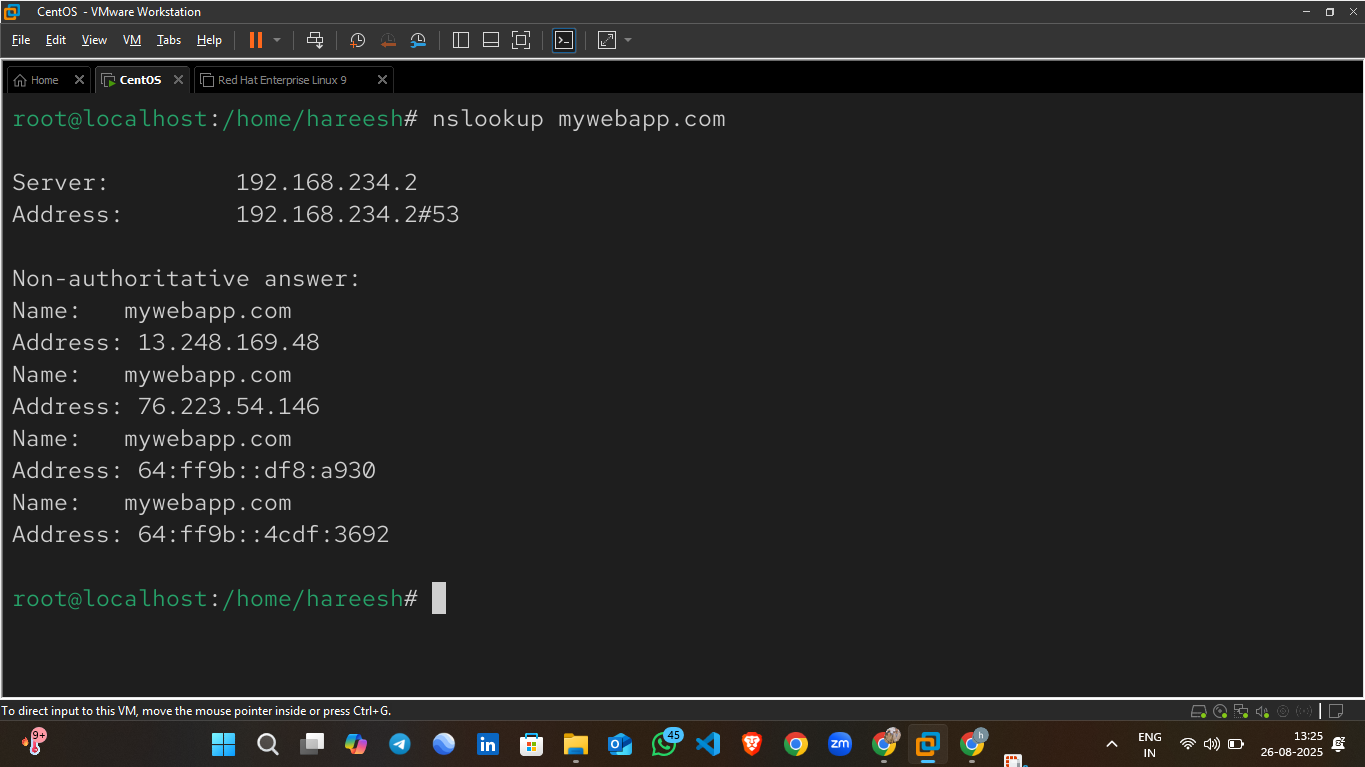 CentOS - VMware Workstation
File Edit View VM Tabs Help
Home CentOS Red Hat Enterprise Linux 9
root@localhost:/home/hareesh# nslookup mywebapp.com
Server: 192.168.234.2
Address: 192.168.234.2#53
Non-authoritative answer:
Name: mywebapp.com
Address: 13.248.169.48
Name: mywebapp.com
Address: 76.223.54.146
Name: mywebapp.com
Address: 64:ff9b::df8:a930
Name: mywebapp.com
Address: 64:ff9b::4cdf:3692
root@localhost:/home/hareesh#
To direct input to this VM, move the mouse pointer inside or press Ctrl+G.
9+
in
45
zm
h
ENG
IN
13:25
26-08-2025